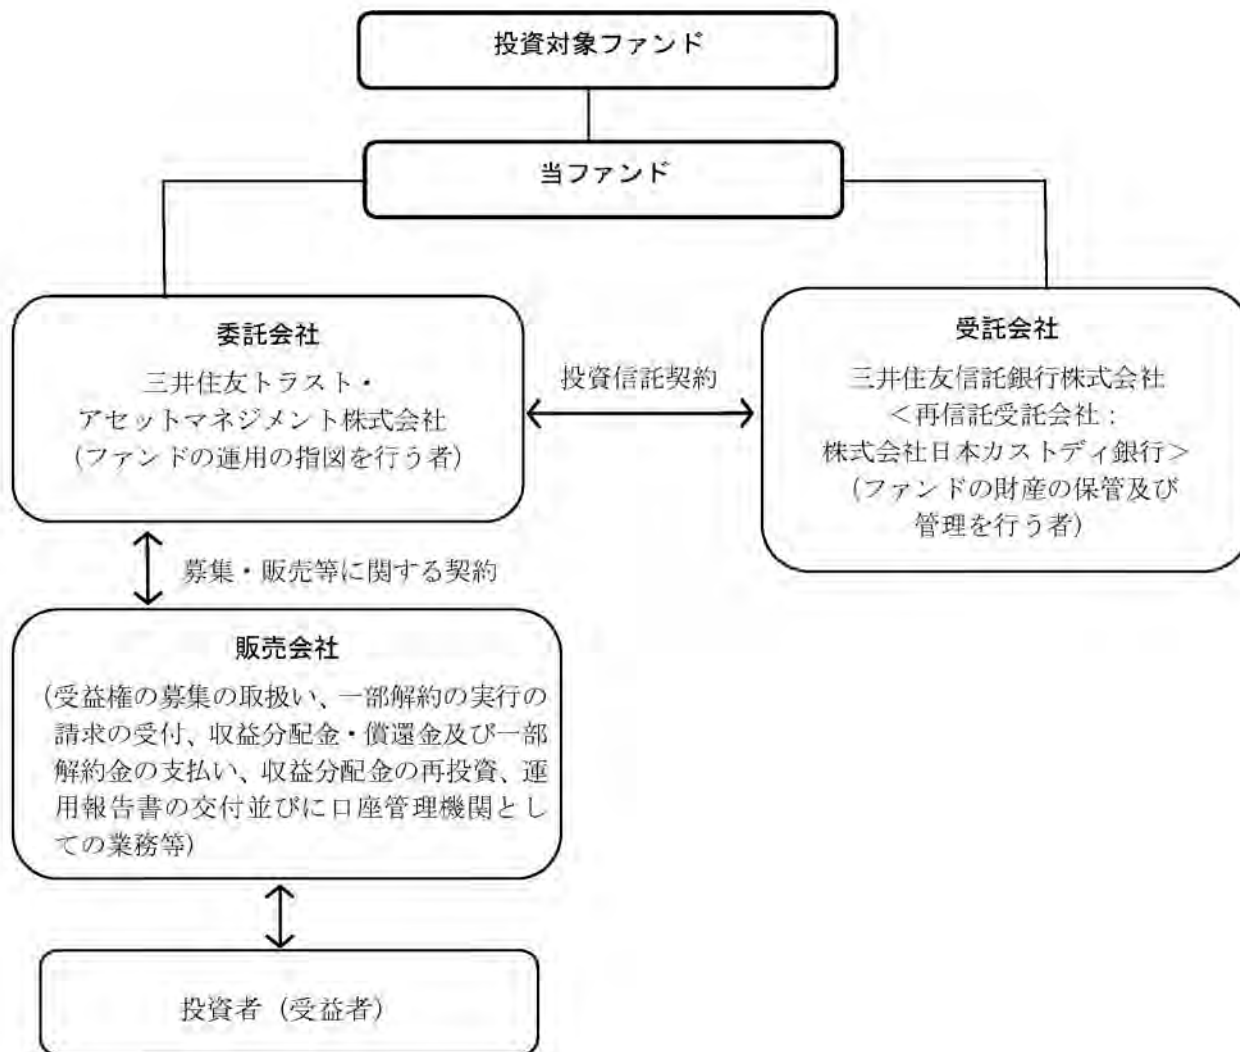 投資対象ファンド
当ファンド
委託会社
三井住友トラスト・
アセットマネジメント株式会社
(ファンドの運用の指図を行う者)
投資信託契約
受託会社
三井住友信託銀行株式会社
<再信託受託会社:
株式会社日本カストディ銀行>
(ファンドの財産の保管及び
管理を行う者)
募集・販売等に関する契約
販売会社
(受益権の募集の取扱い、一部解約の実行の
請求の受付、収益分配金・償還金及び一部
解約金の支払い、収益分配金の再投資、運
用報告書の交付並びに口座管理機関とし
ての業務等)
投資者 (受益者)